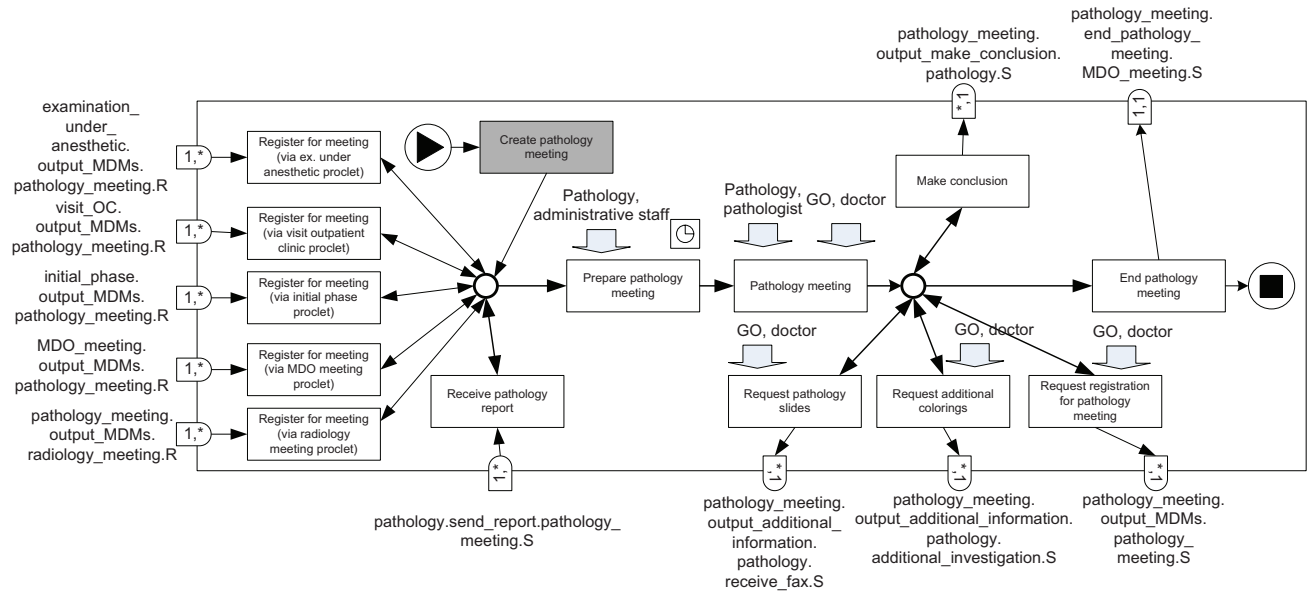 pathology_meeting.
output_make_conclusion.
pathology.S
pathology_meeting.
end_pathology_
meeting.
MDO_meeting.S
*,1
1,1
examination_
under_
anesthetic.
output_MDMs.
pathology_meeting.R
1,*
Register for meeting
(via ex. under
anesthetic proclet)
Create pathology
meeting
visit_OC.
output_MDMs.
pathology_meeting.R
1,*
Register for meeting
(via visit outpatient
clinic proclet)
initial_phase.
output_MDMs.
pathology_meeting.R
1,*
Register for meeting
(via initial phase
proclet)
MDO_meeting.
output_MDMs.
pathology_meeting.R
1,*
Register for meeting
(via MDO meeting
proclet)
pathology_meeting.
output_MDMs.
radiology_meeting.R
1,*
Register for meeting
(via radiology
meeting proclet)
Receive pathology
report
1,*
pathology.send_report.pathology_
meeting.S
Pathology,
administrative staff
Prepare pathology
meeting
Pathology,
pathologist
GO, doctor
Pathology meeting
Make conclusion
End pathology
meeting
GO, doctor
Request pathology
slides
GO, doctor
Request additional
colorings
GO, doctor
Request registration
for pathology
meeting
1,*
1,*
1,*
pathology_meeting.
output_additional_
information.
pathology.
receive_fax.S
pathology_meeting.
output_additional_information.
pathology.
additional_investigation.S
pathology_meeting.
output_MDMs.
pathology_
meeting.S